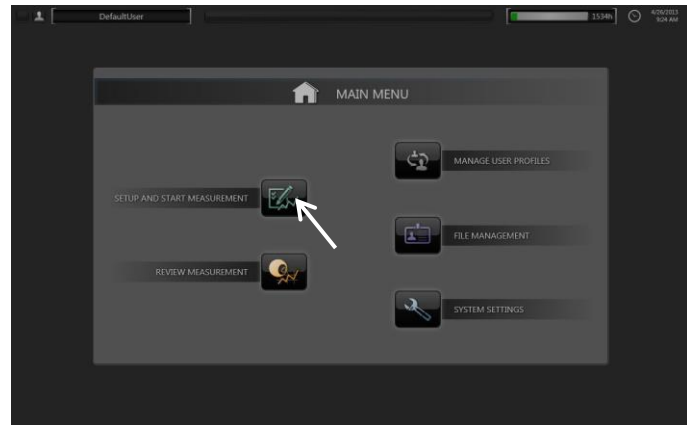 DefaultUser
1534h
4/26/2013
9:24 AM
MAIN MENU
MANAGE USER PROFILES
SETUP AND START MEASUREMENT
FILE MANAGEMENT
REVIEW MEASUREMENT
SYSTEM SETTINGS